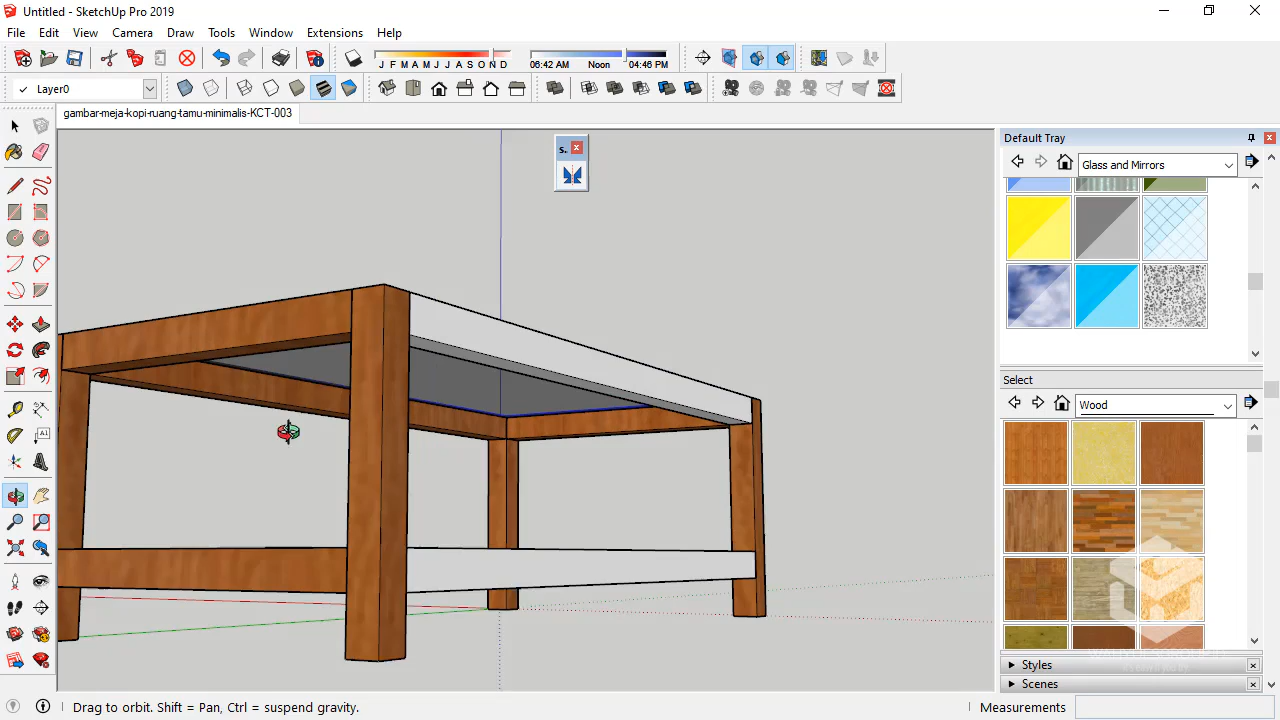 Untitled - SketchUp Pro 2019
File Edit View Camera Draw Tools Window Extensions Help
J F M A M J J A S O N D
06:42 AM Noon 04:46 PM
Layer0
gambar-meja-kopi-ruang-tamu-minimalis-KCT-003
s.
Default Tray
Glass and Mirrors
Select
Wood
A1
Styles
Scenes
Drag to orbit. Shift = Pan, Ctrl = suspend gravity.
Measurements